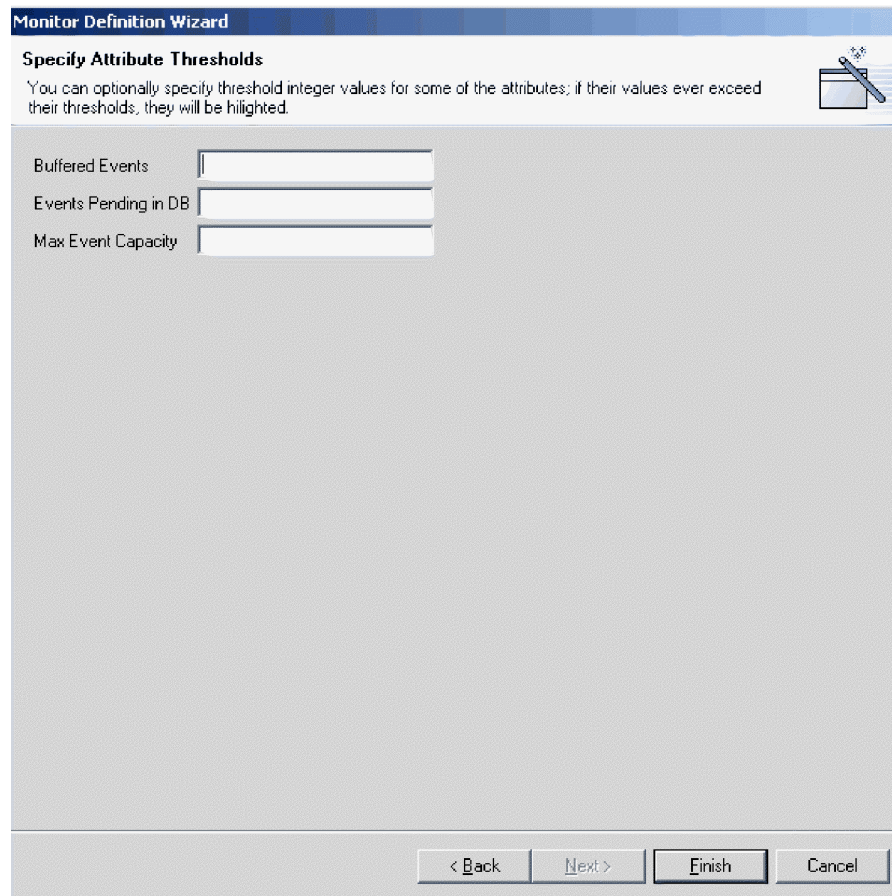 Monitor Definition Wizard
Specify Attribute Thresholds
You can optionally specify threshold integer values for some of the attributes; if their values ever exceed
their thresholds, they will be hilighted.
Buffered Events
Events Pending in DB
Max Event Capacity
< Back Next > Finish Cancel